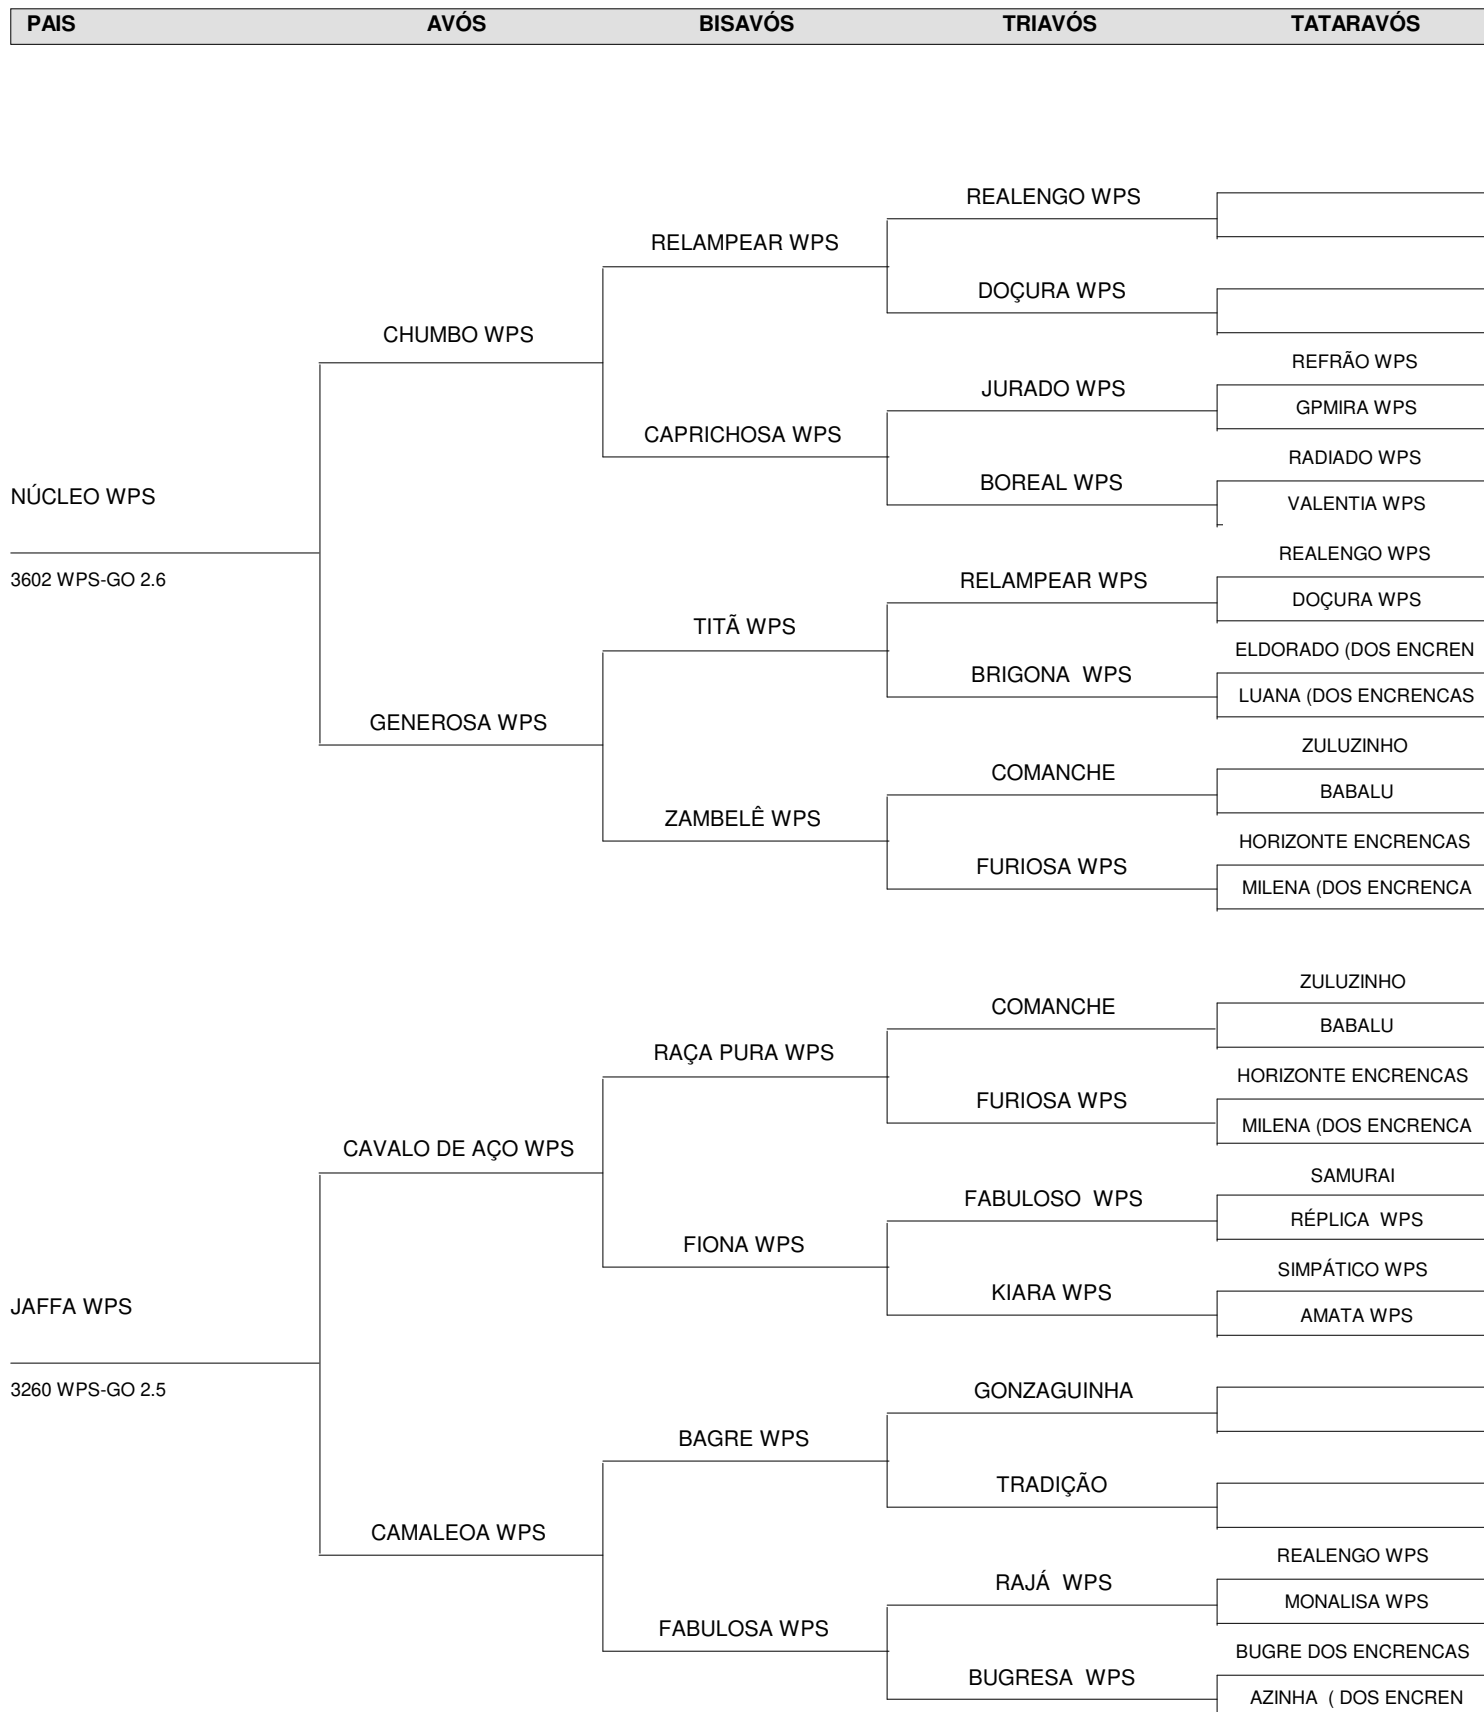 PAIS AVÓS BISAVÓS TRIAVÓS TATARAVÓS
REALENGO WPS
RELAMPEAR WPS
DOÇURA WPS
CHUMBO WPS
REFRÃO WPS
JURADO WPS
GPMIRA WPS
CAPRICHOSA WPS
RADIADO WPS
BOREAL WPS
NÚCLEO WPS
VALENTIA WPS
REALENGO WPS
3602 WPS-GO 2.6
RELAMPEAR WPS
DOÇURA WPS
TITÃ WPS
ELDORADO (DOS ENCREN
BRIGONA WPS
LUANA (DOS ENCRENCAS
GENEROSA WPS
ZULUZINHO
COMANCHE
BABALU
ZAMBELÊ WPS
HORIZONTE ENCRENCAS
FURIOSA WPS
MILENA (DOS ENCRENCA
ZULUZINHO
COMANCHE
BABALU
RAÇA PURA WPS
HORIZONTE ENCRENCAS
FURIOSA WPS
MILENA (DOS ENCRENCA
CAVALO DE AÇO WPS
SAMURAI
FABULOSO WPS
RÉPLICA WPS
FIONA WPS
SIMPÁTICO WPS
KIARA WPS
JAFFA WPS
AMATA WPS
3260 WPS-GO 2.5
GONZAGUINHA
BAGRE WPS
TRADIÇÃO
CAMALEOA WPS
REALENGO WPS
RAJÁ WPS
MONALISA WPS
FABULOSA WPS
BUGRE DOS ENCRENCAS
BUGRESA WPS
AZINHA ( DOS ENCREN